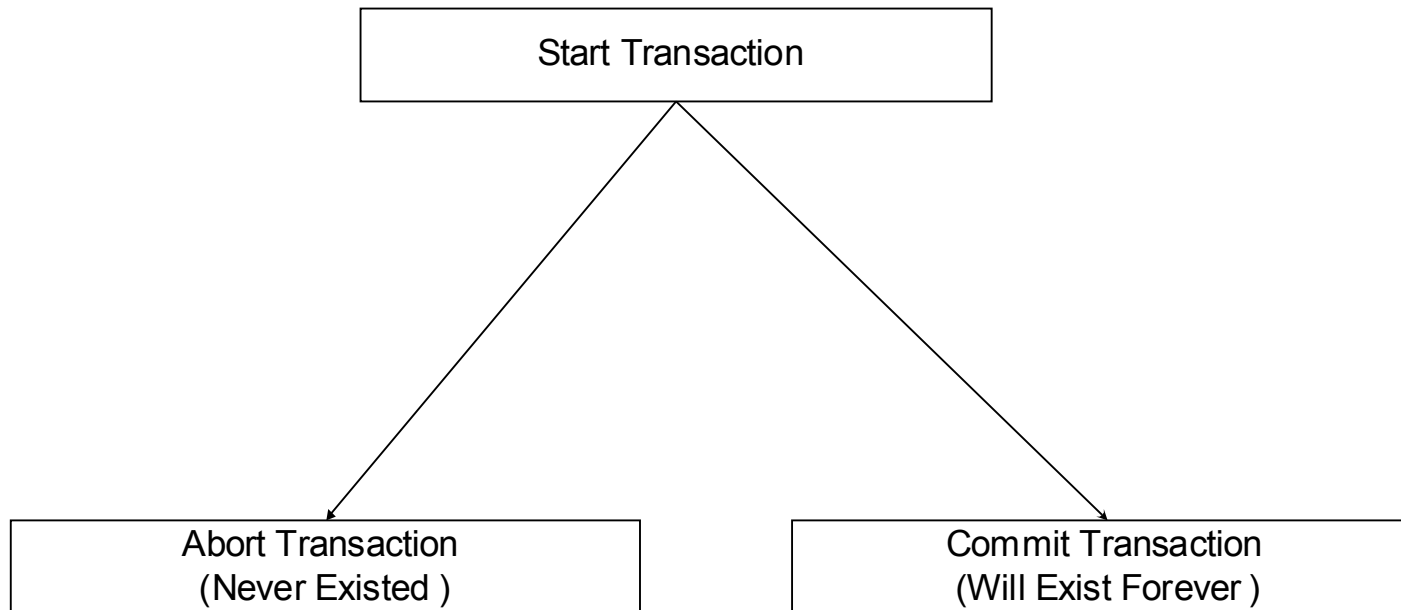 Start Transaction
Abort Transaction
(Never Existed )
Commit Transaction
(Will Exist Forever )